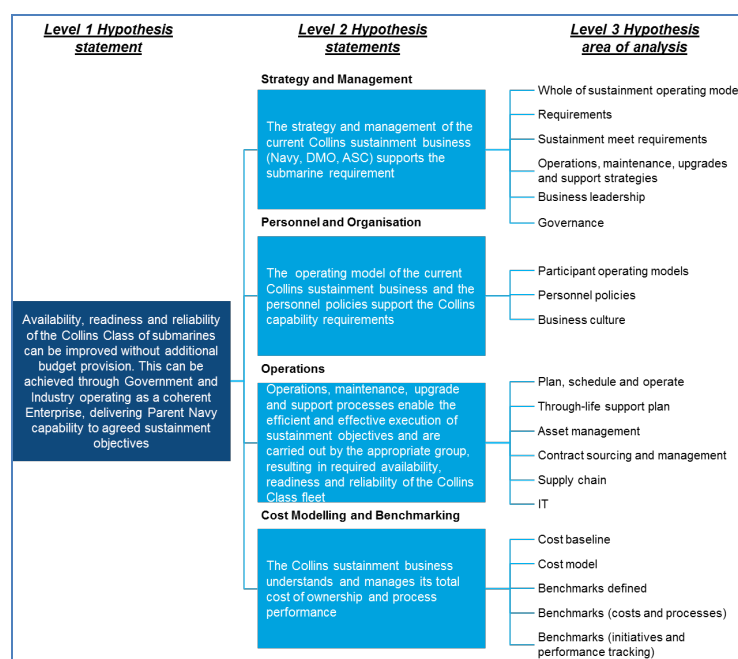 Level 1 Hypothesis
statement
Level 2 Hypothesis
statements
Level 3 Hypothesis
area of analysis
Availability, readiness and reliability
of the Collins Class of submarines
can be improved without additional
budget provision. This can be
achieved through Government and
Industry operating as a coherent
Enterprise, delivering Parent Navy
capability to agreed sustainment
objectives
Strategy and Management
The strategy and management of the
current Collins sustainment business
(Navy, DMO, ASC) supports the
submarine requirement
Whole of sustainment operating mode
Requirements
Sustainment meet requirements
Operations, maintenance, upgrades
and support strategies
Business leadership
Governance
Personnel and Organisation
The operating model of the current
Collins sustainment business and the
personnel policies support the Collins
capability requirements
Participant operating models
Personnel policies
Business culture
Operations
Operations, maintenance, upgrade
and support processes enable the
efficient and effective execution of
sustainment objectives and are
carried out by the appropriate group,
resulting in required availability,
readiness and reliability of the Collins
Class fleet
Plan, schedule and operate
Through-life support plan
Asset management
Contract sourcing and management
Supply chain
IT
Cost Modelling and Benchmarking
The Collins sustainment business
understands and manages its total
cost of ownership and process
performance
Cost baseline
Cost model
Benchmarks defined
Benchmarks (costs and processes)
Benchmarks (initiatives and
performance tracking)